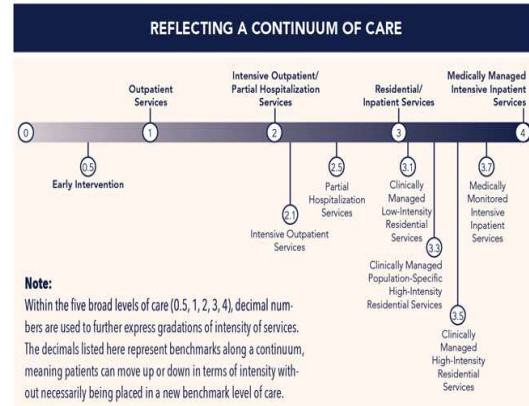 REFLECTING A CONTINUUM OF CARE
Outpatient
Services
Intensive Outpatient/
Partial Hospitalization
Services
Residential/
Inpatient Services
Medically Managed
Intensive Inpatient
Services
0
1
2
3
4
0.5
Early Intervention
2.1
Intensive Outpatient
Services
2.5
Partial
Hospitalization
Services
3.1
Clinically
Managed
Low-Intensity
Residential
Services
3.3
Clinically Managed
Population-Specific
High-Intensity
Residential Services
3.5
Clinically
Managed
High-Intensity
Residential
Services
3.7
Medically
Monitored
Intensive
Inpatient
Services
Note:
Within the five broad levels of care (0.5, 1, 2, 3, 4), decimal num-
bers are used to further express gradations of intensity of services.
The decimals listed here represent benchmarks along a continuum,
meaning patients can move up or down in terms of intensity with-
out necessarily being placed in a new benchmark level of care.